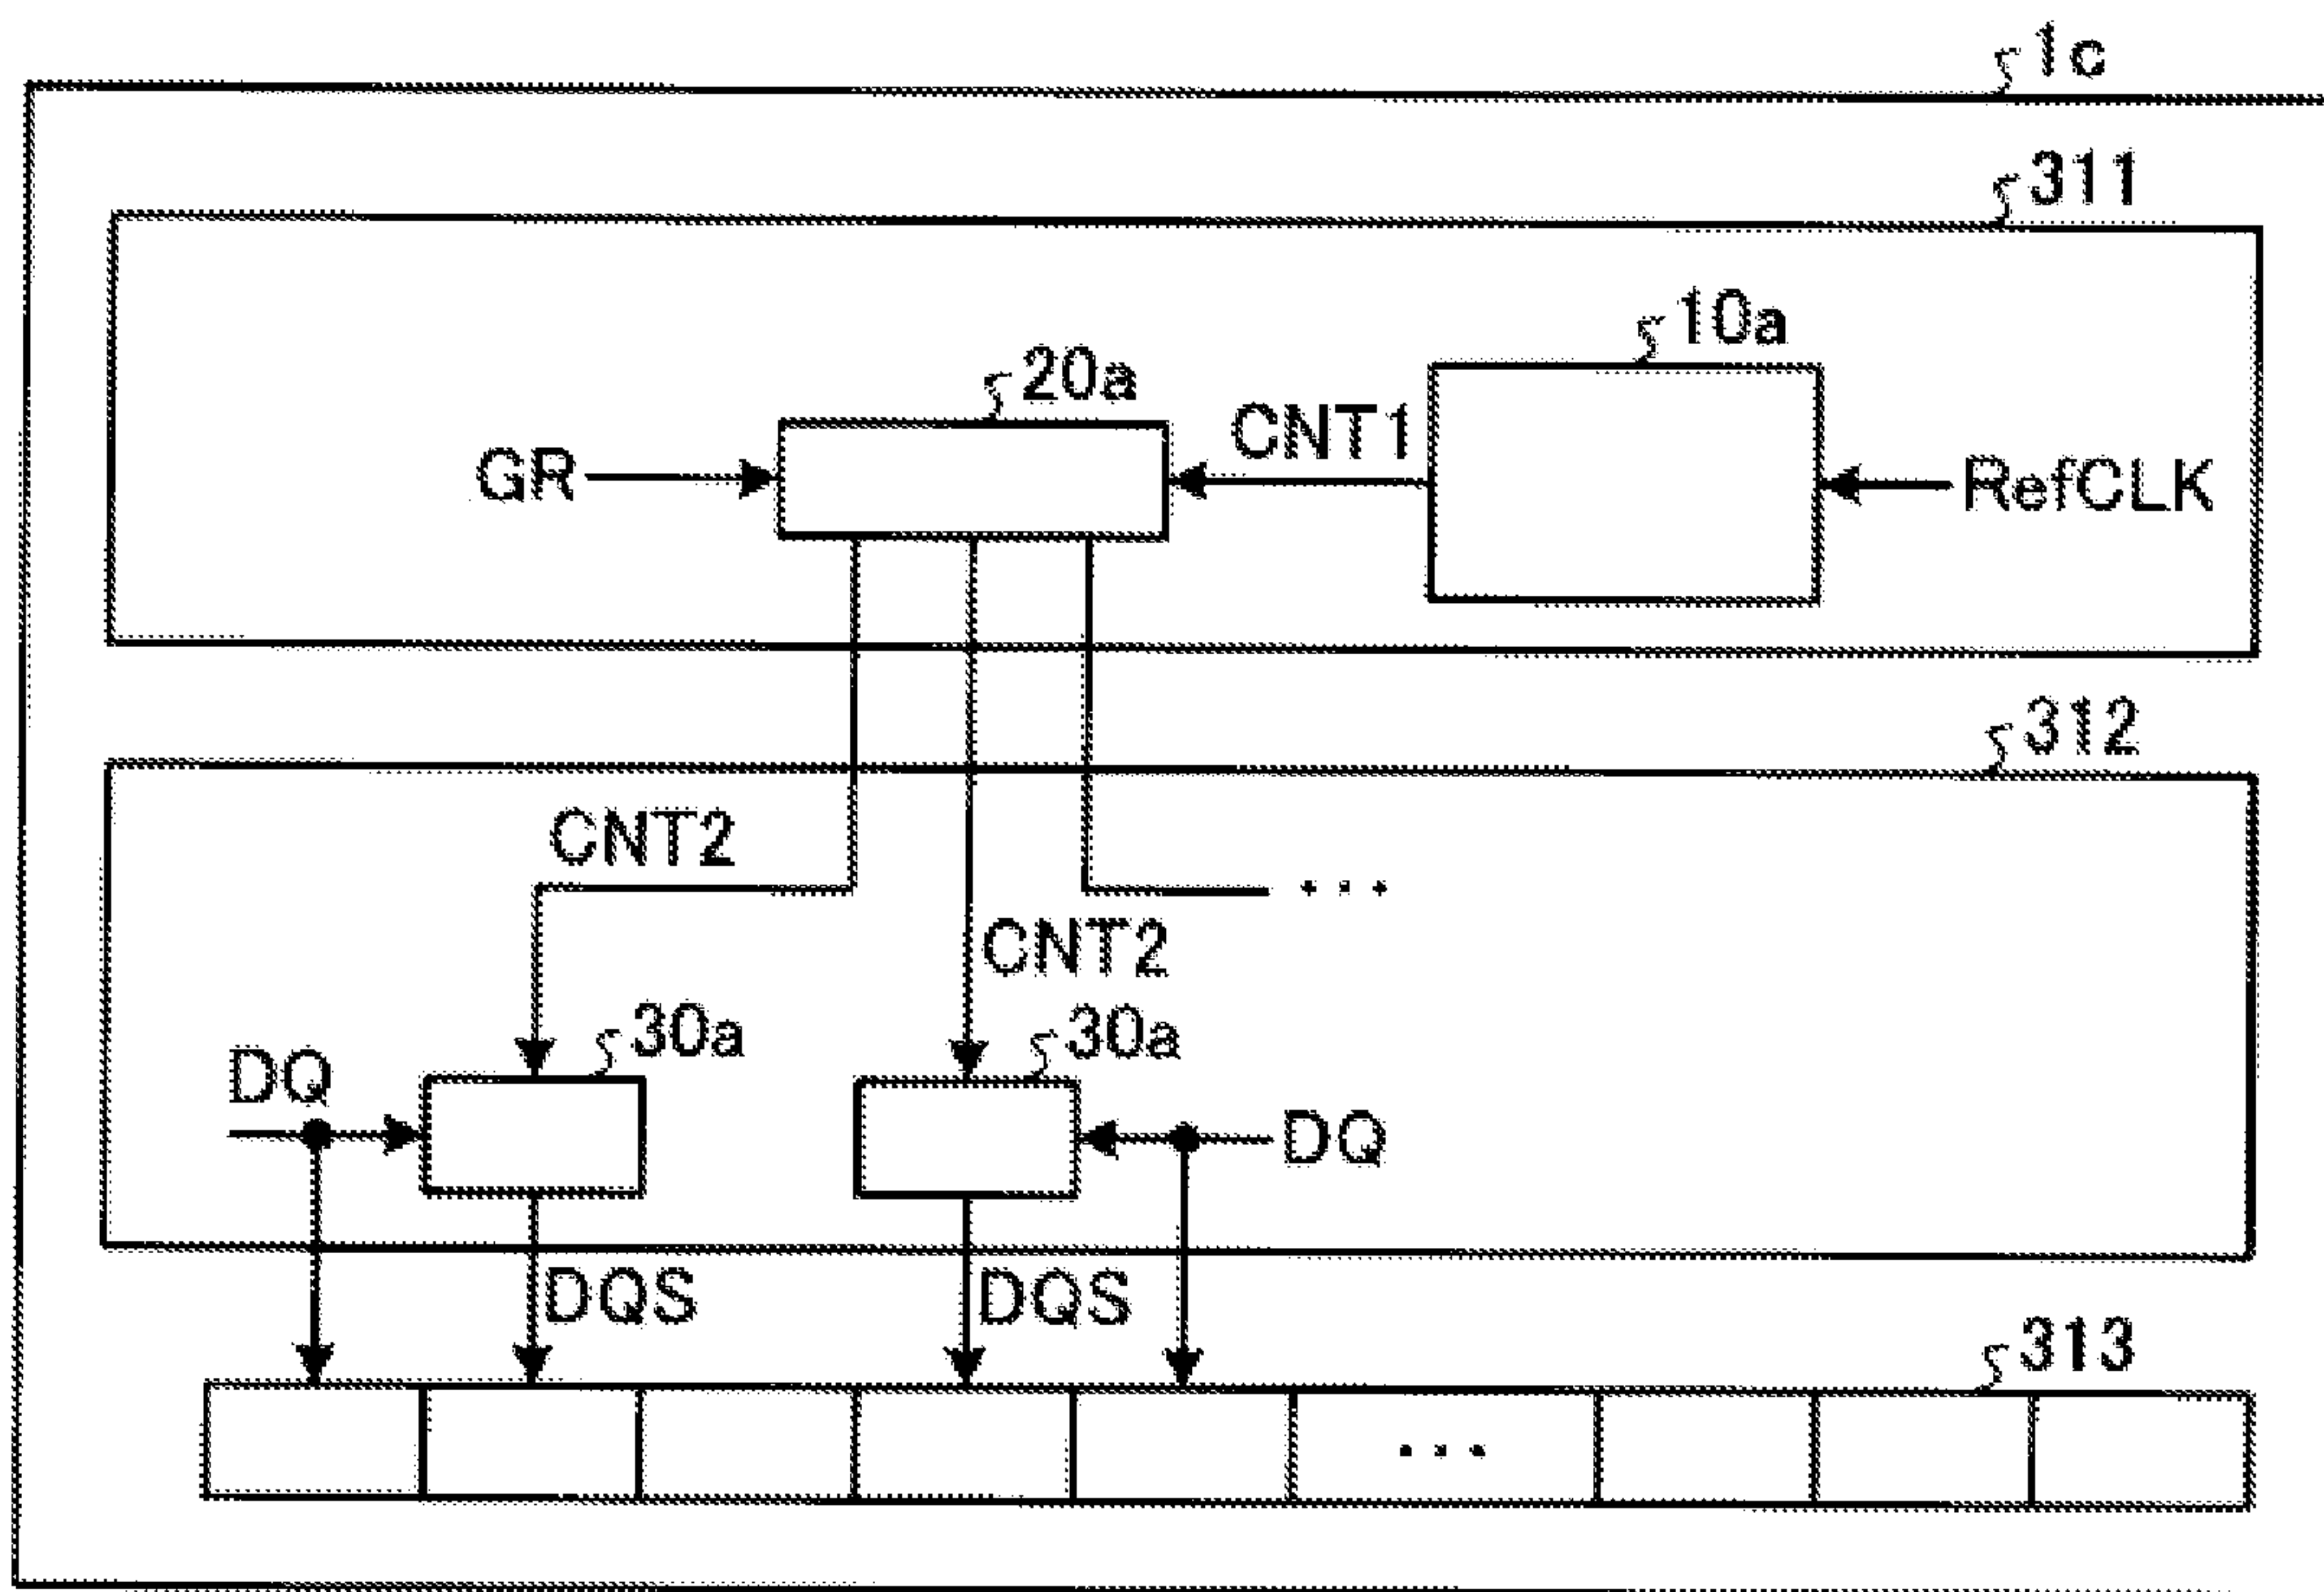 1c
311
10a
20a
CNT1
GR
RefCLK
312
CNT2
...
CNT2
30a
30a
DQ
DQ
DQS
DQS
313
...